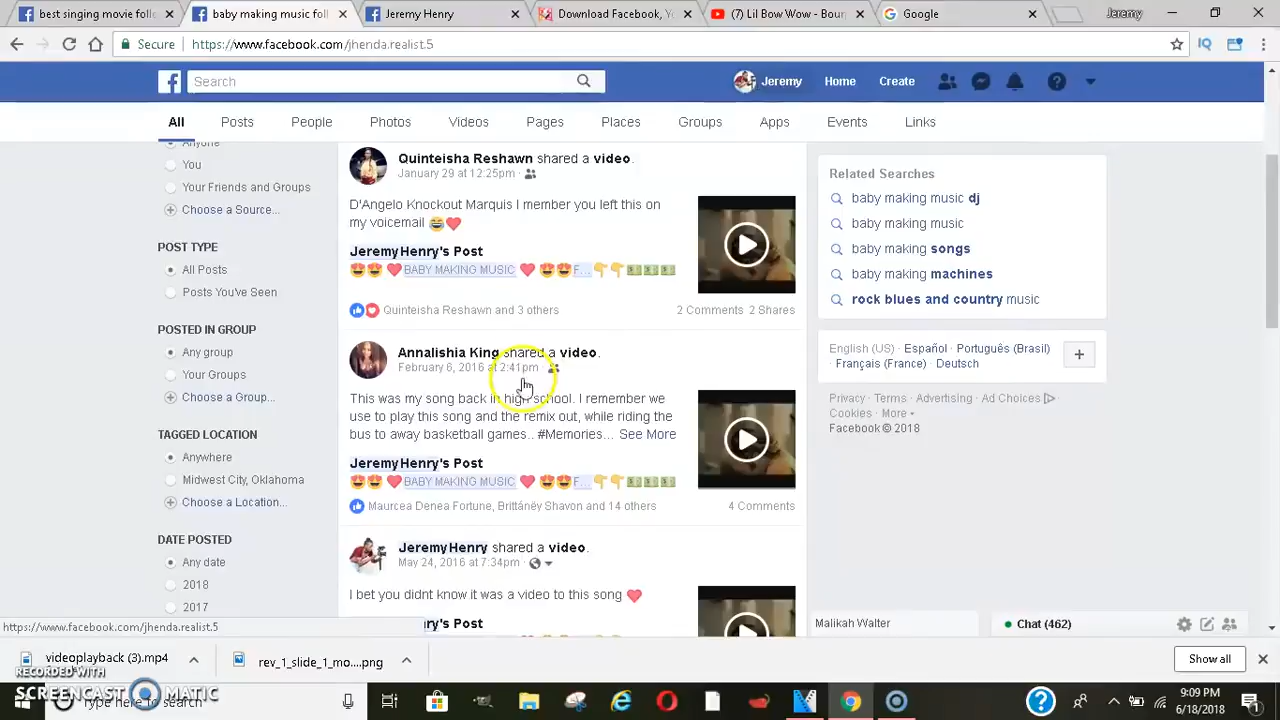 best singing movie foll
baby making music foll
Jeremy Henry
Download Facebook, Y
(7) Lil Bow Wow - Boun
Google
Jeremy
Secure
https://www.facebook.com/jhenda.realist.5
Search
Jeremy
Home
Create
All
Posts
People
Photos
Videos
Pages
Places
Groups
Apps
Events
Links
Anyone
You
Your Friends and Groups
Choose a Source...
POST TYPE
All Posts
Posts You've Seen
POSTED IN GROUP
Any group
Your Groups
Choose a Group...
TAGGED LOCATION
Anywhere
Midwest City, Oklahoma
Choose a Location...
DATE POSTED
Any date
2018
2017
Quinteisha Reshawn shared a video.
January 29 at 12:25pm
D'Angelo Knockout Marquis I member you left this on
my voicemail 😂❤
Jeremy Henry's Post
😍😍 ❤ BABY MAKING MUSIC ❤ 😍😍 F... 👇👇💵💵💵
Quinteisha Reshawn and 3 others
2 Comments 2 Shares
Annalishia King shared a video.
February 6, 2016 at 2:41pm
This was my song back in high school. I remember we
use to play this song and the remix out, while riding the
bus to away basketball games.. #Memories... See More
Jeremy Henry's Post
😍😍 ❤ BABY MAKING MUSIC ❤ 😍😍 F... 👇👇💵💵💵
Maurcea Denea Fortune, Brittánëy Shavon and 14 others
4 Comments
Jeremy Henry shared a video.
May 24, 2016 at 7:34pm
I bet you didnt know it was a video to this song ❤
ry's Post
Related Searches
baby making music dj
baby making music
baby making songs
baby making machines
rock blues and country music
English (US) · Español · Português (Brasil)
· Français (France) · Deutsch
Privacy · Terms · Advertising · Ad Choices
Cookies · More
Facebook © 2018
Malikah Walter
Chat (462)
https://www.facebook.com/jhenda.realist.5
videoplayback (3).mp4
rev_1_slide_1_mo....png
Show all
RECORDED WITH
SCREENCAST MATIC
Type here to search
9:09 PM
6/18/2018